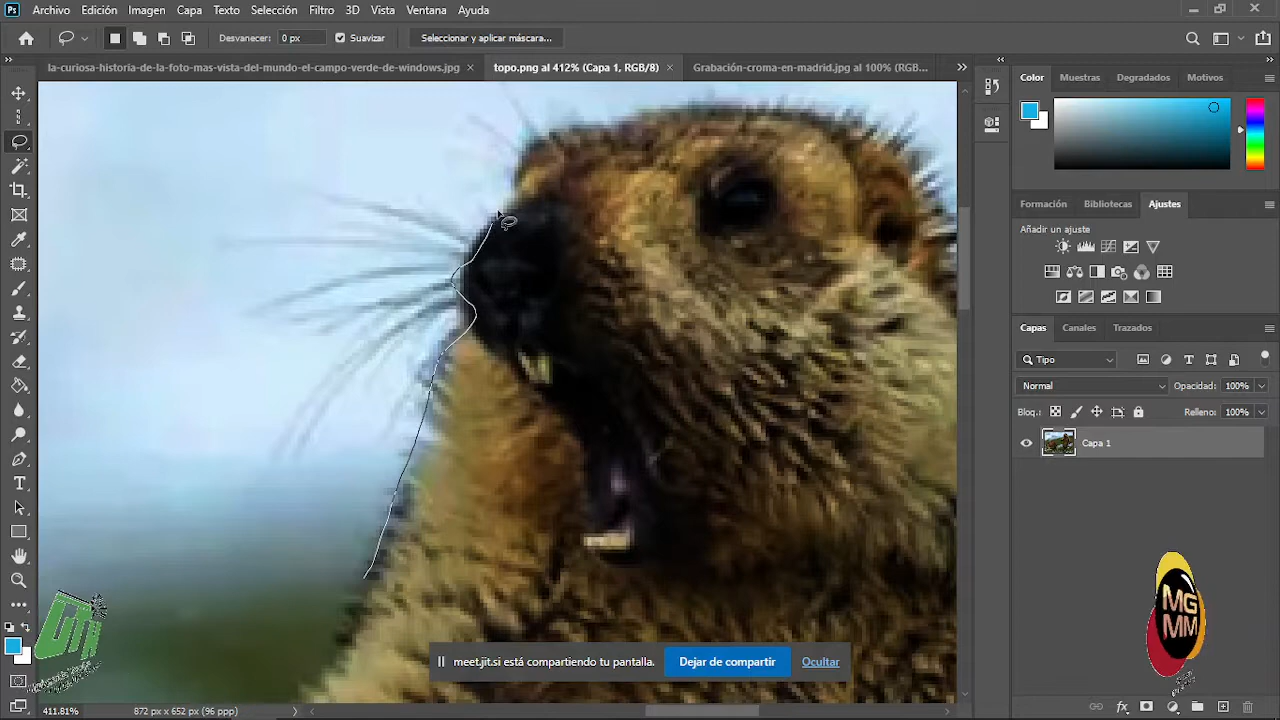 Ps Archivo Edición Imagen Capa Texto Selección Filtro 3D Vista Ventana Ayuda
Desvanecer: 0 px Suavizar Seleccionar y aplicar máscara...
la-curiosa-historia-de-la-foto-mas-vista-del-mundo-el-campo-verde-de-windows.jpg topo.png al 412% (Capa 1, RGB/8) Grabación-croma-en-madrid.jpg al 100% (RGB...
Color Muestras Degradados Motivos
Formación Bibliotecas Ajustes
Añadir un ajuste
Capas Canales Trazados
Tipo
Normal Opacidad: 100%
Bloq.: Relleno: 100%
Capa 1
meet.jit.si está compartiendo tu pantalla. Dejar de compartir Ocultar
MG
MM
411.81% 872 px x 652 px (96 ppp)